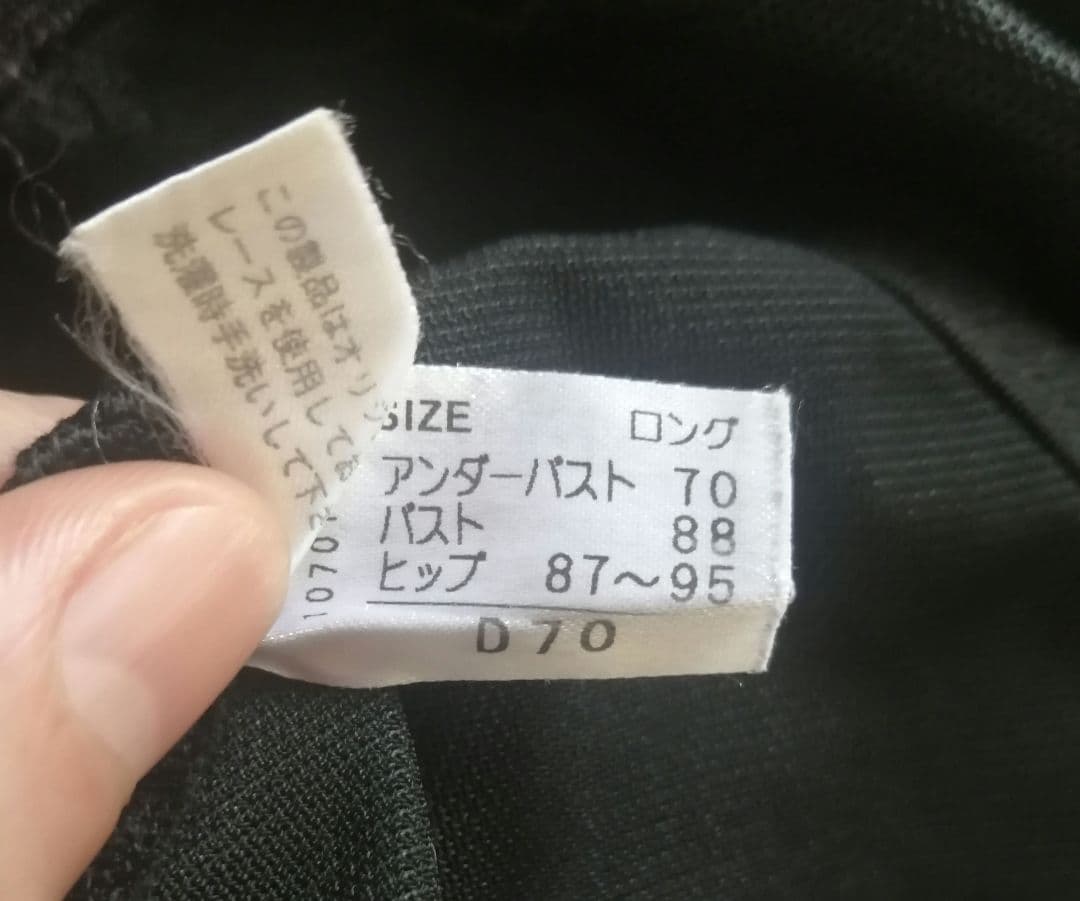 この製品はオリ
レースを使用して
洗濯時手洗いして下
SIZE ロング
アンダーバスト 70
バスト 88
ヒップ 87〜95
D70
1070